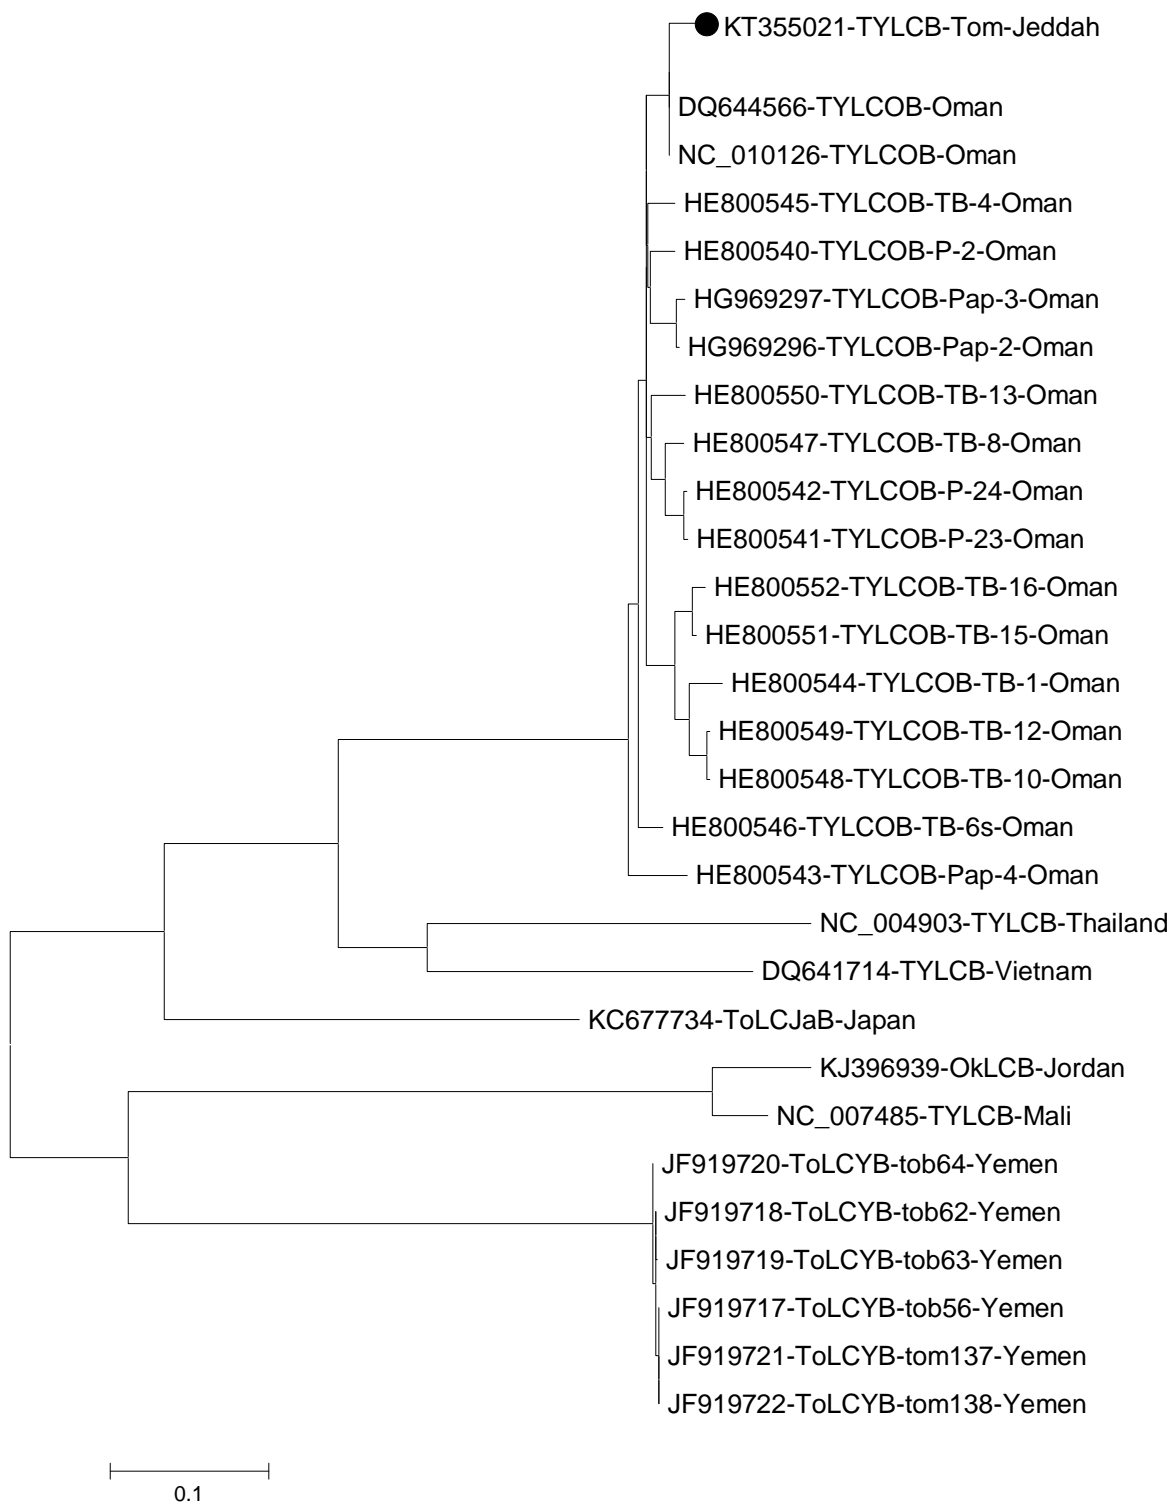 KT355021-TYLCB-Tom-Jeddah
DQ644566-TYLCOB-Oman
NC_010126-TYLCOB-Oman
HE800545-TYLCOB-TB-4-Oman
HE800540-TYLCOB-P-2-Oman
HG969297-TYLCOB-Pap-3-Oman
HG969296-TYLCOB-Pap-2-Oman
HE800550-TYLCOB-TB-13-Oman
HE800547-TYLCOB-TB-8-Oman
HE800542-TYLCOB-P-24-Oman
HE800541-TYLCOB-P-23-Oman
HE800552-TYLCOB-TB-16-Oman
HE800551-TYLCOB-TB-15-Oman
HE800544-TYLCOB-TB-1-Oman
HE800549-TYLCOB-TB-12-Oman
HE800548-TYLCOB-TB-10-Oman
HE800546-TYLCOB-TB-6s-Oman
HE800543-TYLCOB-Pap-4-Oman
NC_004903-TYLCB-Thailand
DQ641714-TYLCB-Vietnam
KC677734-ToLCJaB-Japan
KJ396939-OkLCB-Jordan
NC_007485-TYLCB-Mali
JF919720-ToLCYB-tob64-Yemen
JF919718-ToLCYB-tob62-Yemen
JF919719-ToLCYB-tob63-Yemen
JF919717-ToLCYB-tob56-Yemen
JF919721-ToLCYB-tom137-Yemen
JF919722-ToLCYB-tom138-Yemen
0.1